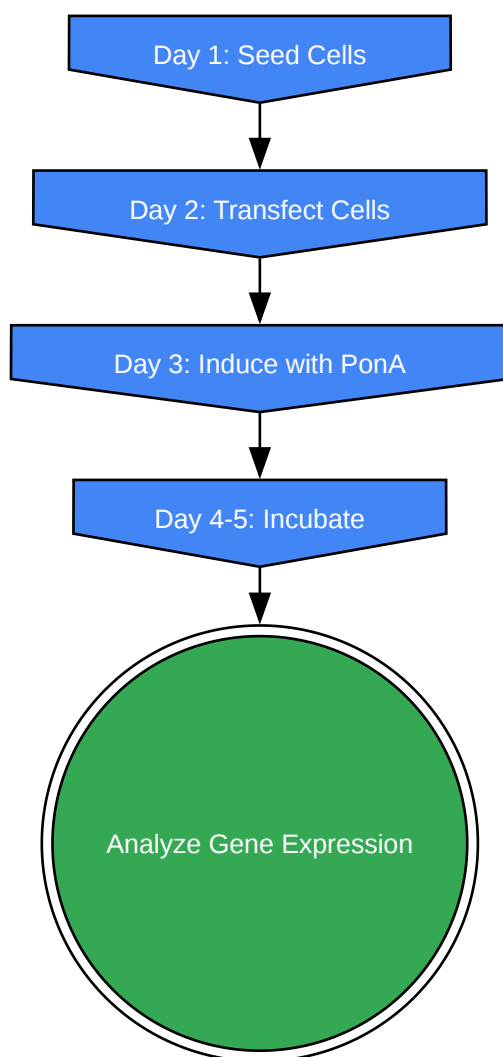 Day 1: Seed Cells
Day 2: Transfect Cells
Day 3: Induce with PonA
Day 4-5: Incubate
Analyze Gene Expression